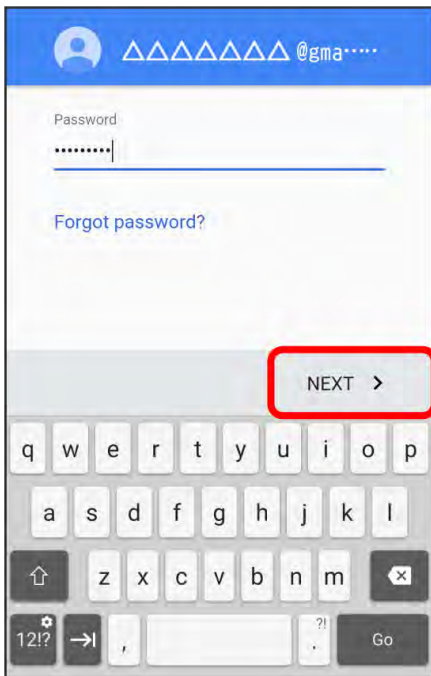 △△△△△△△ @gma·····
Password
·········
Forgot password?
NEXT >
q w e r t y u i o p
a s d f g h j k l
z x c v b n m
12!? , ?! . Go